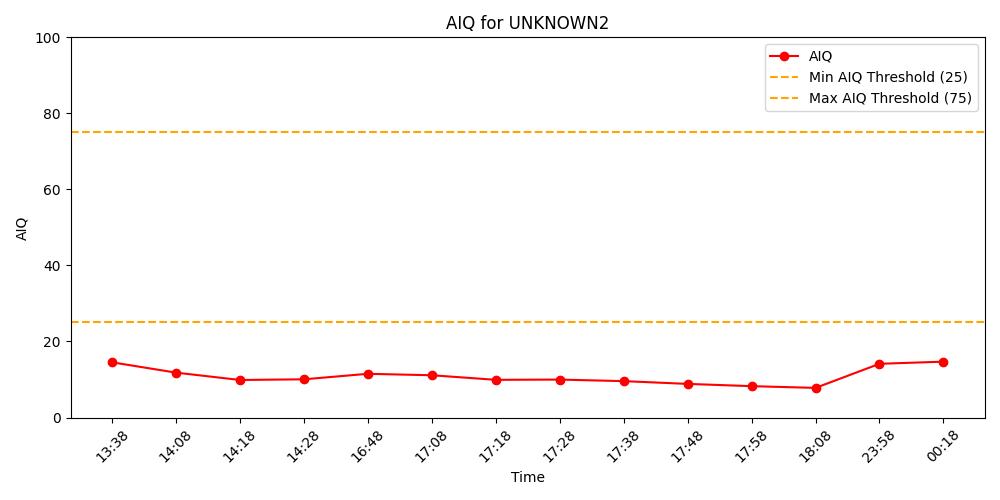 AIQ for UNKNOWN2
100
80
60
40
20
0
AIQ
AIQ
Min AIQ Threshold (25)
Max AIQ Threshold (75)
13:38 14:08 14:18 14:28 16:48 17:08 17:18 17:28 17:38 17:48 17:58 18:08 23:58 00:18
Time